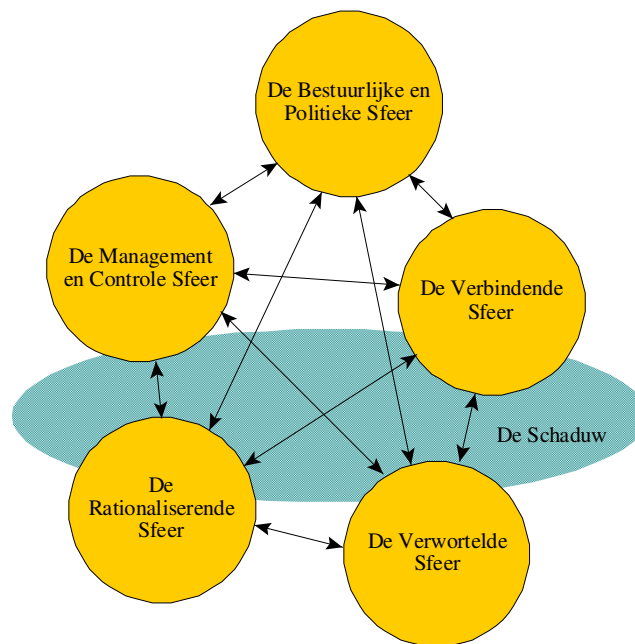 De Bestuurlijke en
Politieke Sfeer
De Management
en Controle Sfeer
De Verbindende
Sfeer
De Schaduw
De
Rationaliserende
Sfeer
De Verwortelde
Sfeer